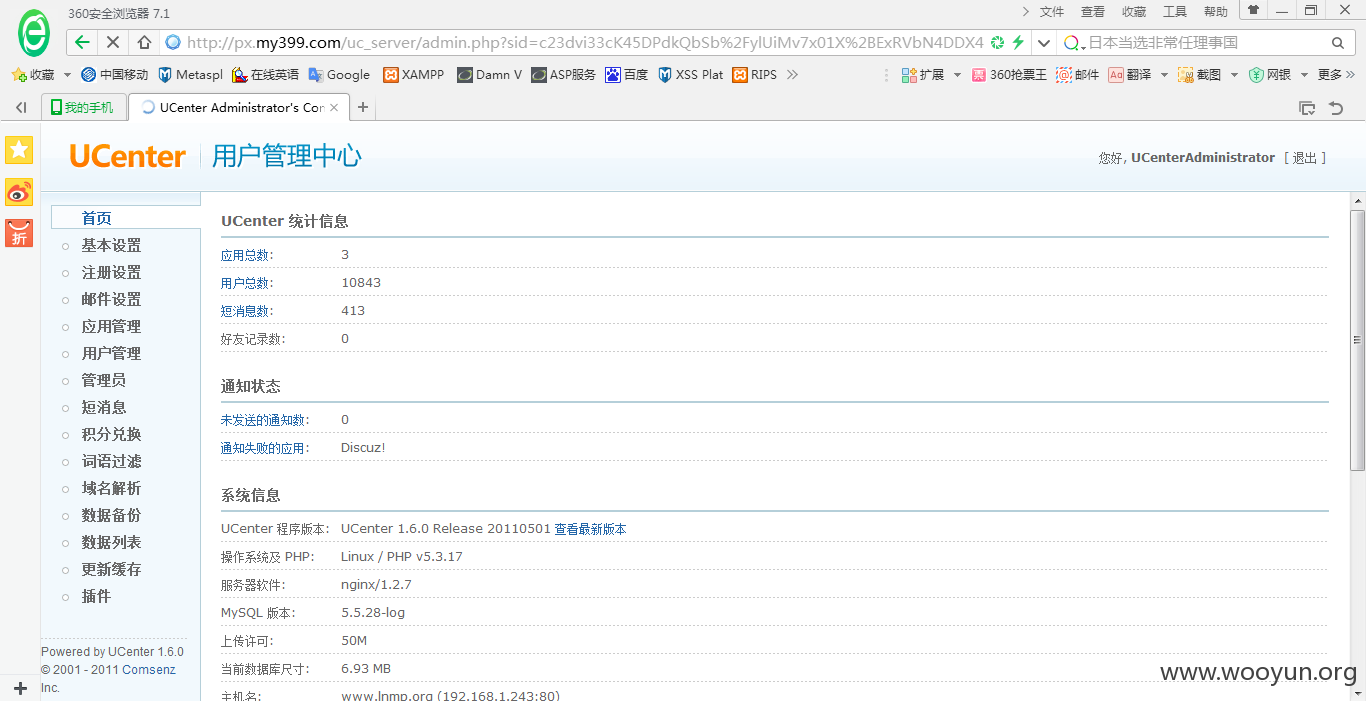 360安全浏览器 7.1
文件 查看 收藏 工具 帮助
http://px.my399.com/uc_server/admin.php?sid=c23dvi33cK45DPdkQbSb%2FylUiMv7x01X%2BExRVbN4DDX4
日本当选非常任理事国
收藏 中国移动 Metaspl 在线英语 Google XAMPP Damn V ASP服务 百度 XSS Plat RIPS 扩展 360抢票王 邮件 翻译 截图 网银 更多
我的手机 UCenter Administrator's Con
UCenter 用户管理中心
您好, UCenterAdministrator [ 退出 ]
折
首页
基本设置
注册设置
邮件设置
应用管理
用户管理
管理员
短消息
积分兑换
词语过滤
域名解析
数据备份
数据列表
更新缓存
插件
Powered by UCenter 1.6.0
© 2001 - 2011 Comsenz
Inc.
UCenter 统计信息
应用总数: 3
用户总数: 10843
短消息数: 413
好友记录数: 0
通知状态
未发送的通知数: 0
通知失败的应用: Discuz!
系统信息
UCenter 程序版本: UCenter 1.6.0 Release 20110501 查看最新版本
操作系统及 PHP: Linux / PHP v5.3.17
服务器软件: nginx/1.2.7
MySQL 版本: 5.5.28-log
上传许可: 50M
当前数据库尺寸: 6.93 MB
主机名: www.lnmp.org (192.168.1.243:80)
www.wooyun.org